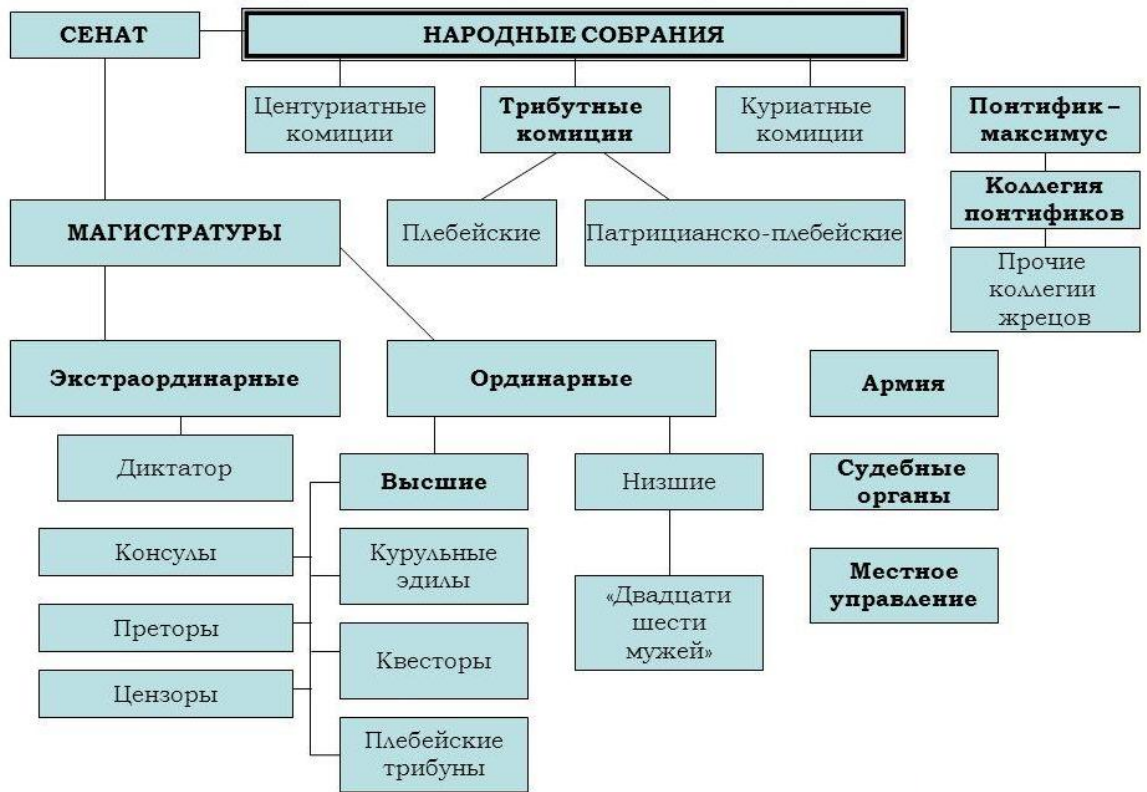 СЕНАТ
НАРОДНЫЕ СОБРАНИЯ
Центуриатные
комиции
Трибутные
комиции
Куриатные
комиции
Понтифик –
максимус
Коллегия
понтификов
Прочие
коллегии
жрецов
МАГИСТРАТУРЫ
Плебейские
Патрицианско-плебейские
Экстраординарные
Ординарные
Армия
Диктатор
Высшие
Низшие
Судебные
органы
Консулы
Курульные
эдилы
«Двадцати
шести
мужей»
Местное
управление
Преторы
Квесторы
Цензоры
Плебейские
трибуны